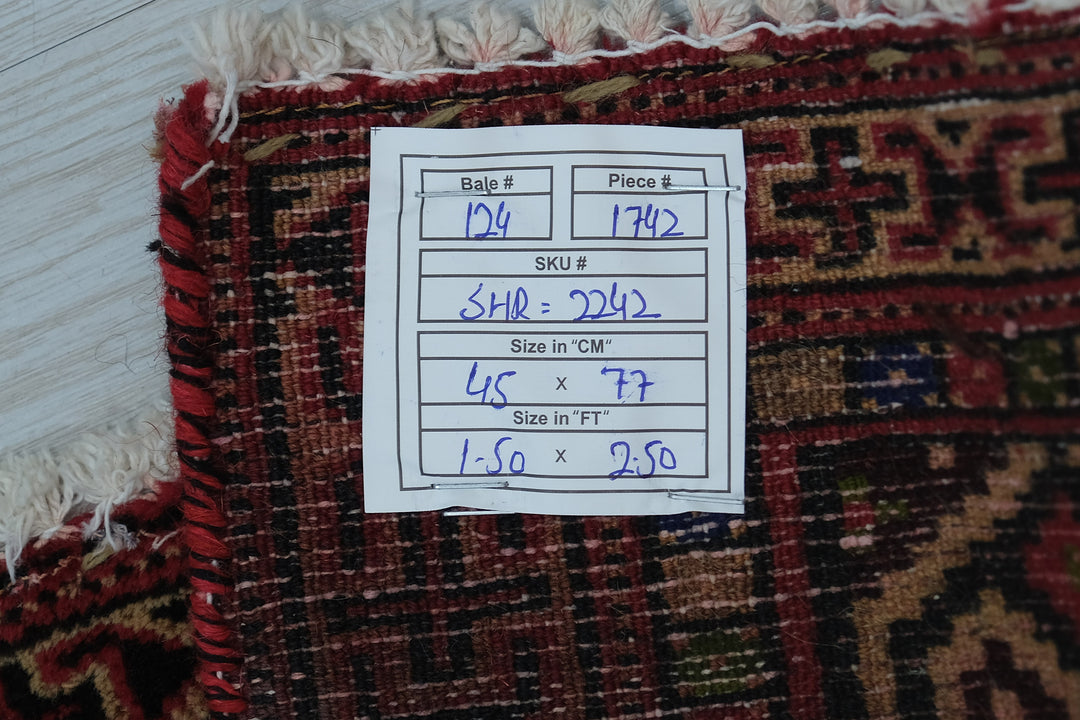 Bale # Piece #
124 1742
SKU #
SHR = 2242
Size in "CM"
45 x 77
Size in "FT"
1.50 x 2.50